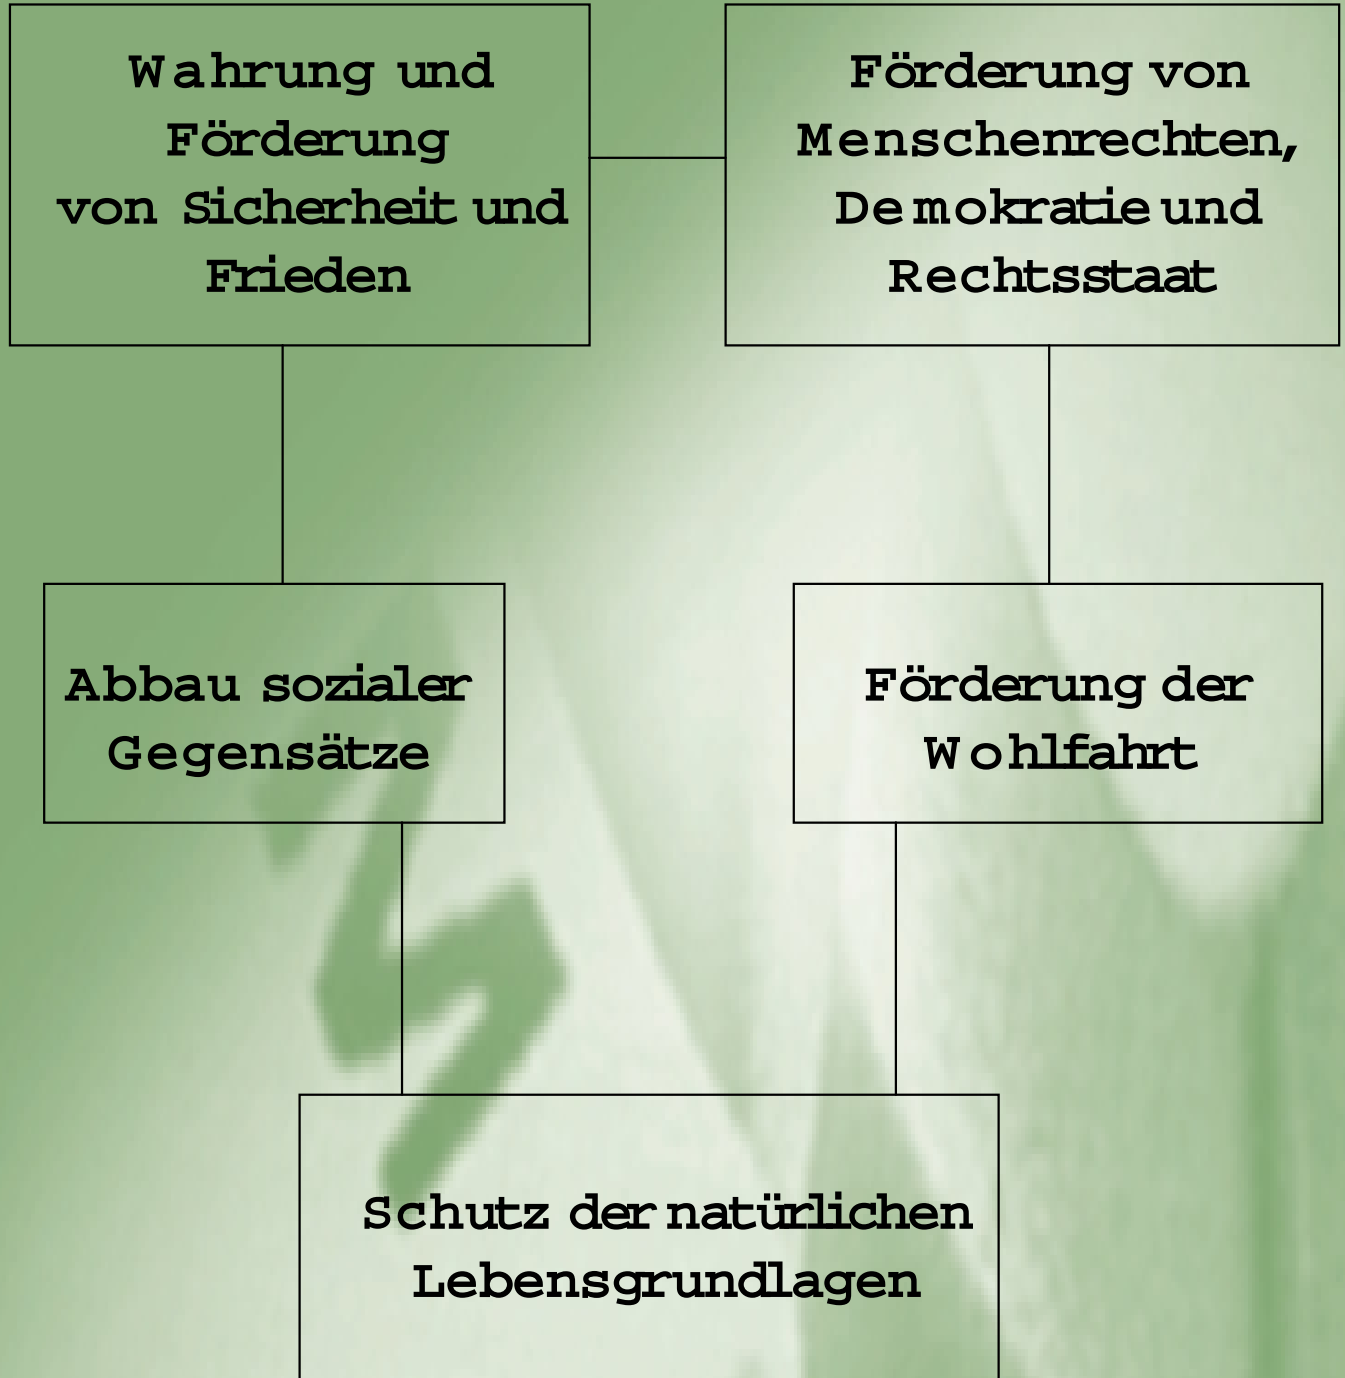 Wahrung und
Förderung
von Sicherheit und
Frieden
Förderung von
Menschenrechten,
Demokratie und
Rechtsstaat
Abbau sozialer
Gegensätze
Förderung der
Wohlfahrt
Schutz der natürlichen
Lebensgrundlagen